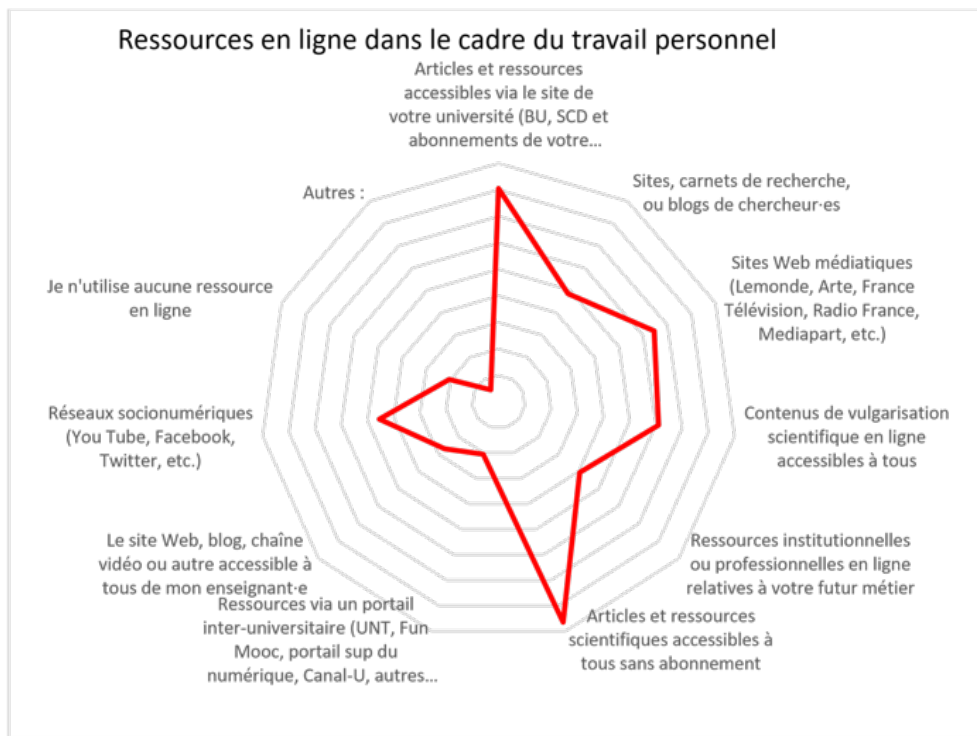 Ressources en ligne dans le cadre du travail personnel
Articles et ressources
accessibles via le site de
votre université (BU, SCD et
abonnements de votre...
Sites, carnets de recherche,
ou blogs de chercheur·es
Sites Web médiatiques
(Lemonde, Arte, France
Télévision, Radio France,
Mediapart, etc.)
Contenus de vulgarisation
scientifique en ligne
accessibles à tous
Ressources institutionnelles
ou professionnelles en ligne
relatives à votre futur métier
Articles et ressources
scientifiques accessibles à
tous sans abonnement
Ressources via un portail
inter-universitaire (UNT, Fun
Mooc, portail sup du
numérique, Canal-U, autres...
Le site Web, blog, chaîne
vidéo ou autre accessible à
tous de mon enseignant·e
Réseaux socionumériques
(You Tube, Facebook,
Twitter, etc.)
Je n'utilise aucune ressource
en ligne
Autres :